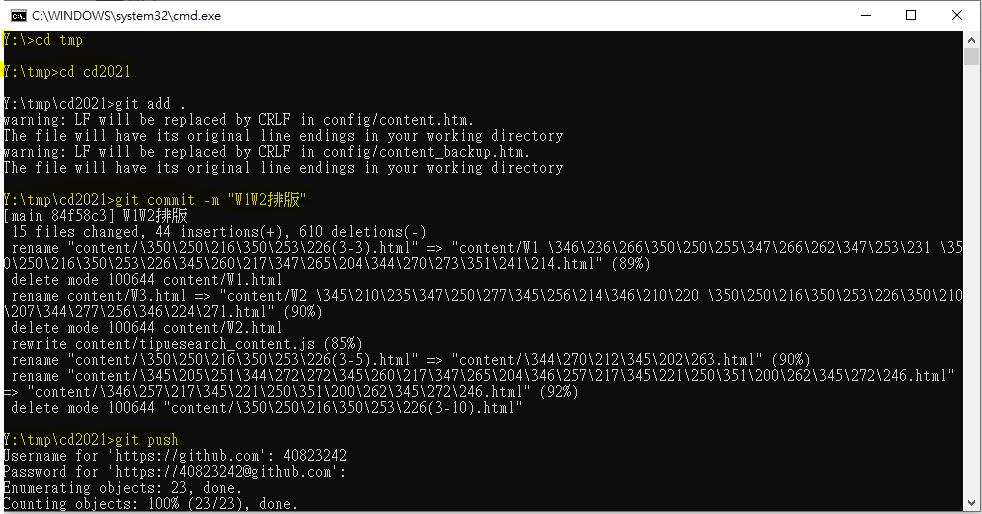 C:\WINDOWS\system32\cmd.exe
Y:\>cd tmp
Y:\tmp>cd cd2021
Y:\tmp\cd2021>git add .
warning: LF will be replaced by CRLF in config/content.htm.
The file will have its original line endings in your working directory
warning: LF will be replaced by CRLF in config/content_backup.htm.
The file will have its original line endings in your working directory
Y:\tmp\cd2021>git commit -m "W1W2排版"
[main 84f58c3] W1W2排版
15 files changed, 44 insertions(+), 610 deletions(-)
rename "content/\350\250\216\350\253\226(3-3).html" => "content/W1 \346\236\266\350\250\255\347\266\262\347\253\231 \35
0\250\216\350\253\226\345\260\217\347\265\204\344\270\273\351\241\214.html" (89%)
delete mode 100644 content/W1.html
rename content/W3.html => "content/W2 \345\210\235\347\250\277\345\256\214\346\210\220 \350\250\216\350\253\226\350\210
\207\344\277\256\346\224\271.html" (90%)
delete mode 100644 content/W2.html
rewrite content/tipuesearch_content.js (85%)
rename "content/\350\250\216\350\253\226(3-5).html" => "content/\344\270\212\345\202\263.html" (90%)
rename "content/\345\205\251\344\272\272\345\260\217\347\265\204\346\257\217\345\221\250\351\200\262\345\272\246.html"
=> "content/\346\257\217\345\221\250\351\200\262\345\272\246.html" (92%)
delete mode 100644 "content/\350\250\216\350\253\226(3-10).html"
Y:\tmp\cd2021>git push
Username for 'https://github.com': 40823242
Password for 'https://40823242@github.com':
Enumerating objects: 23, done.
Counting objects: 100% (23/23), done.